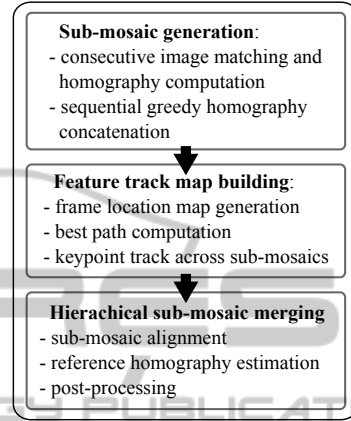 Sub-mosaic generation:
- consecutive image matching and
homography computation
- sequential greedy homography
concatenation
Feature track map building:
- frame location map generation
- best path computation
- keypoint track across sub-mosaics
Hierachical sub-mosaic merging
- sub-mosaic alignment
- reference homography estimation
- post-processing